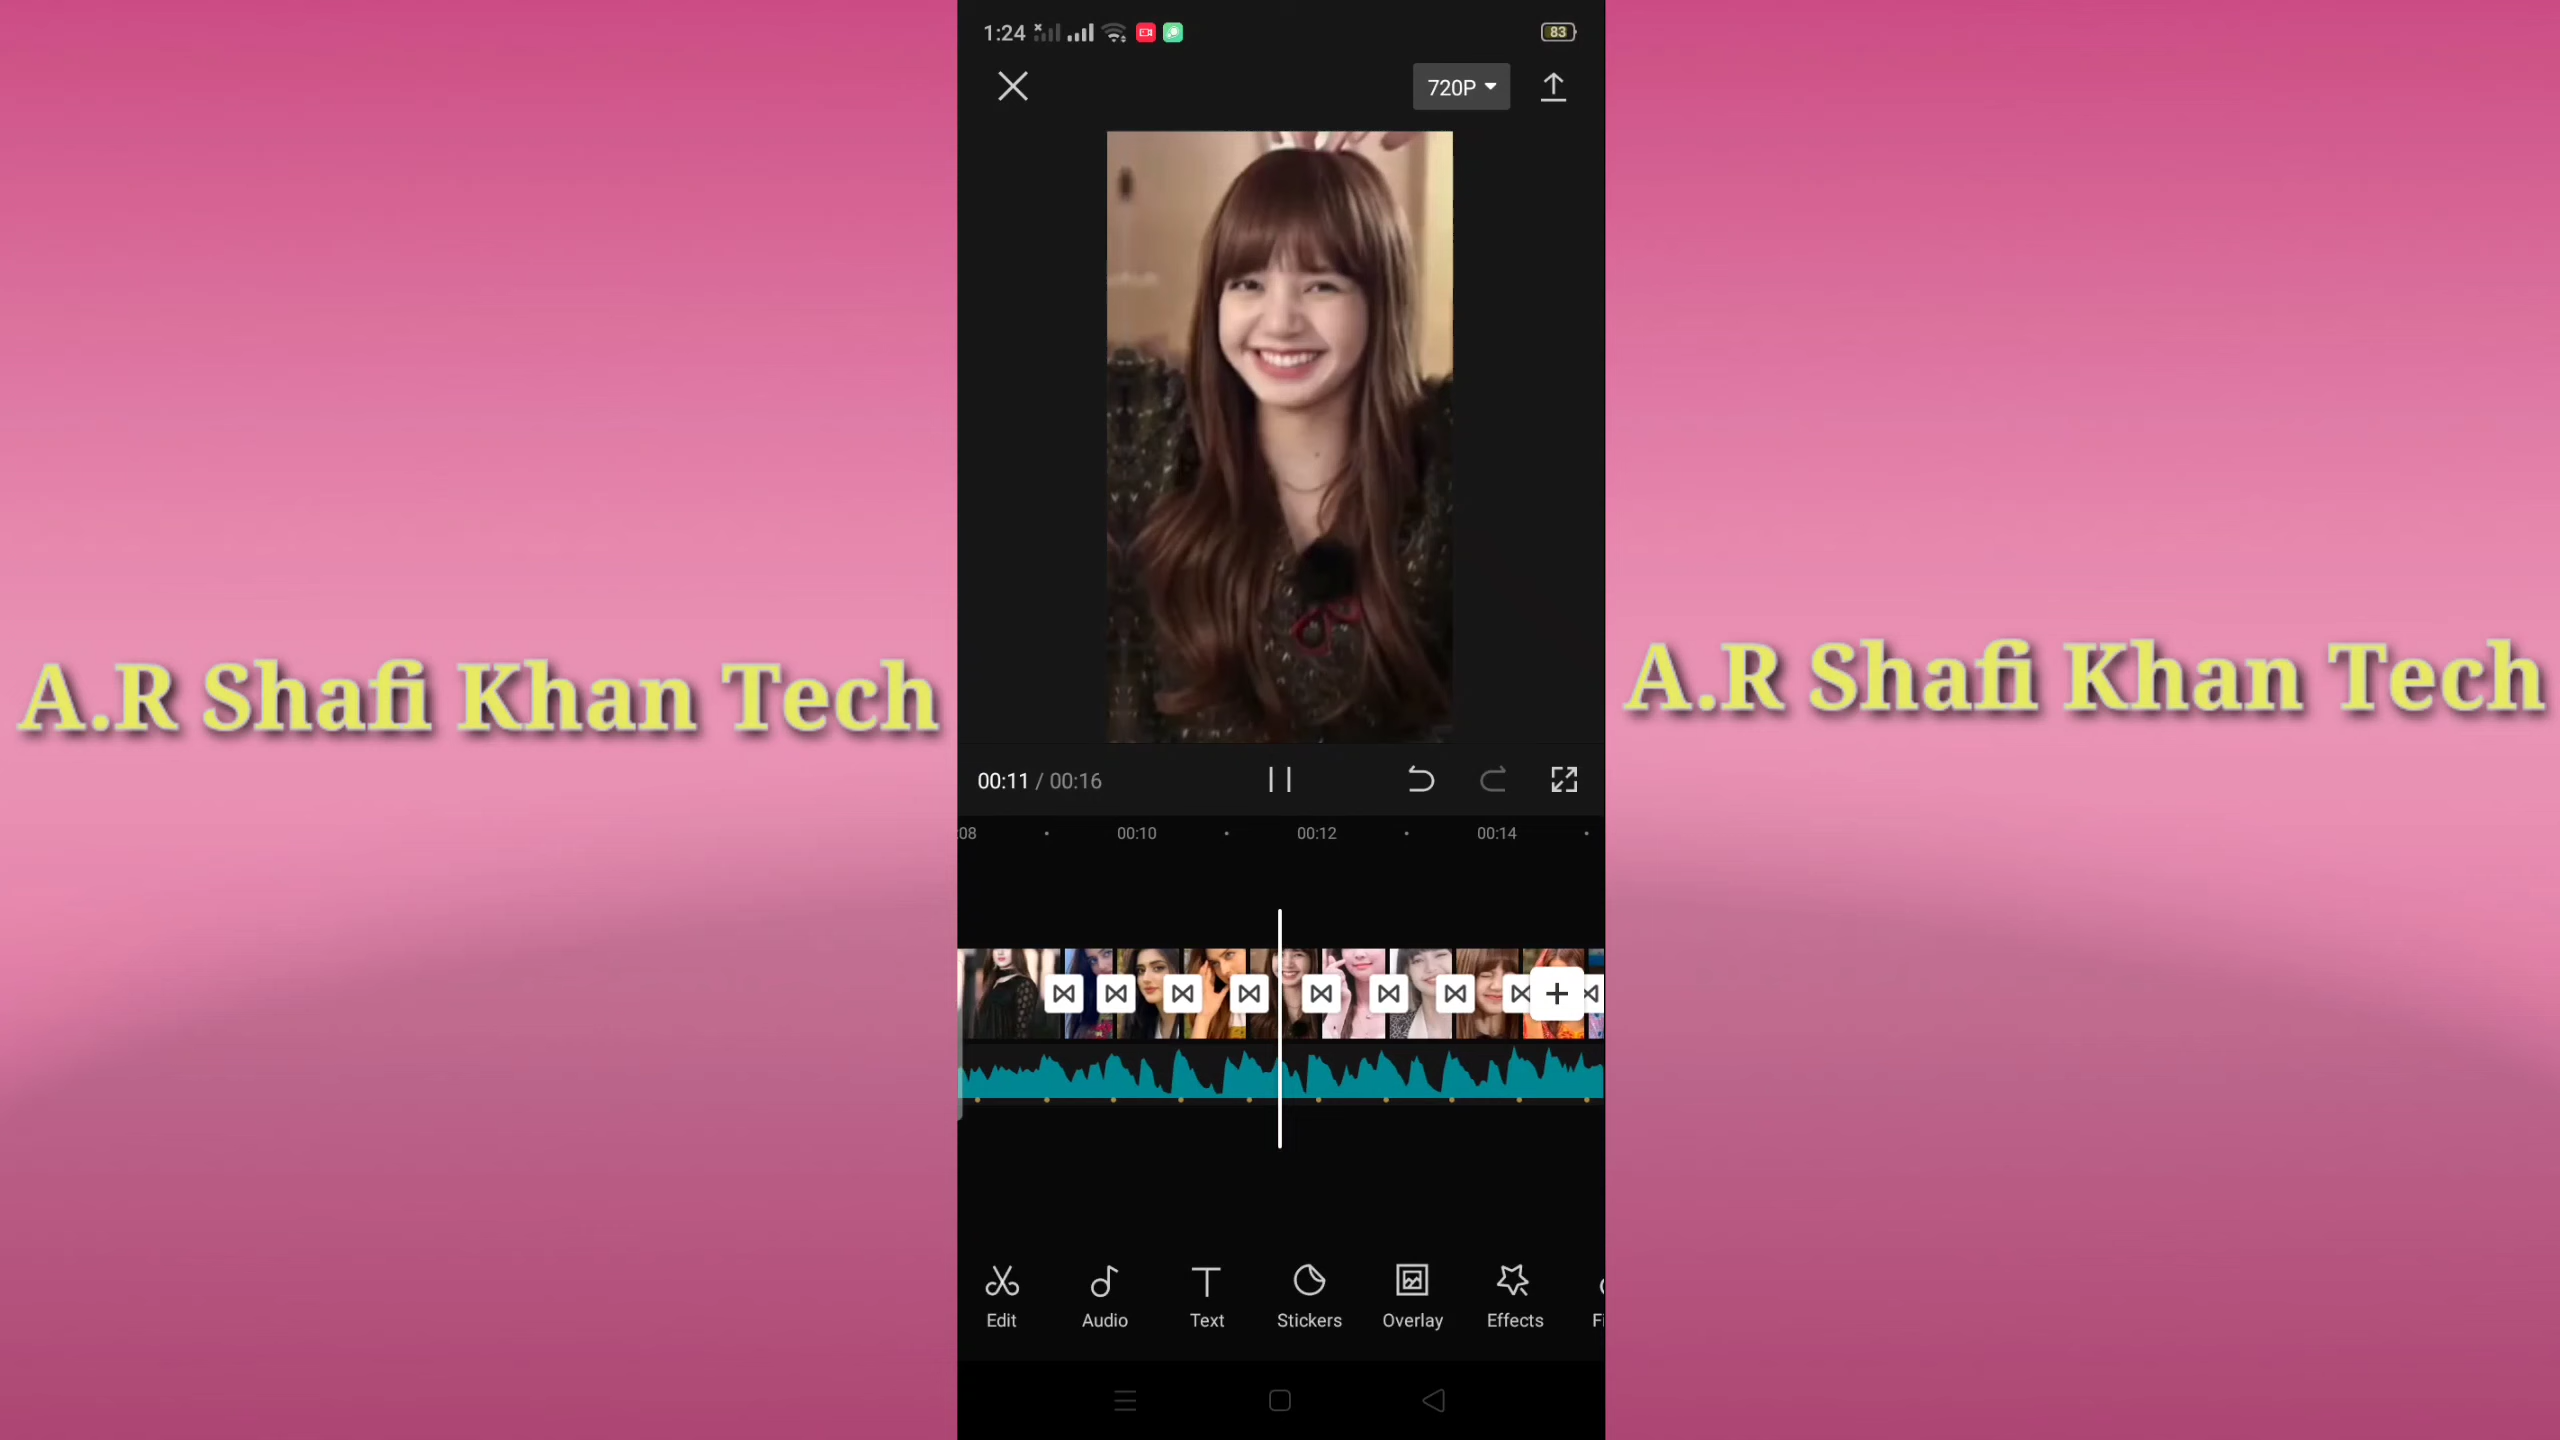 1:24
83
720P
A.R Shafi Khan Tech
A.R Shafi Khan Tech
00:11 / 00:16
:08 00:10 00:12 00:14
Edit Audio Text Stickers Overlay Effects Fi